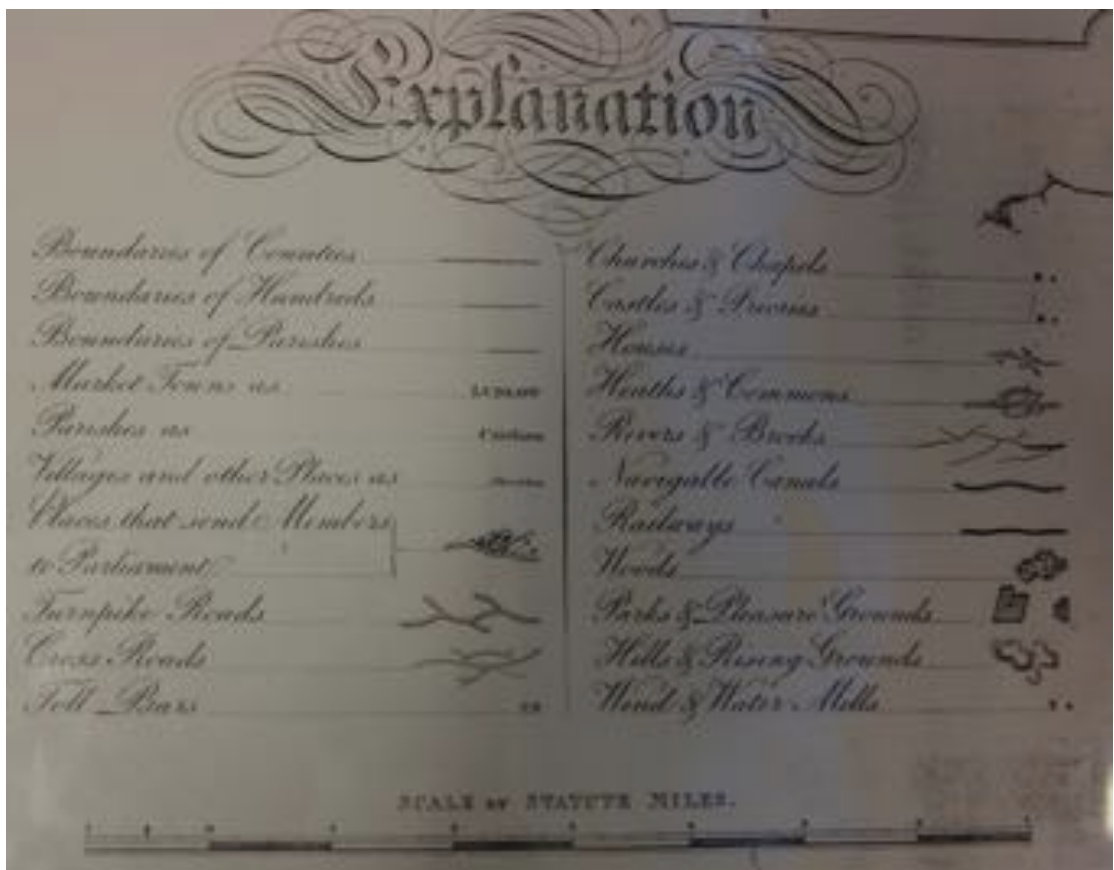 Explanation
Boundaries of Counties
Boundaries of Hundreds
Boundaries of Parishes
Market Towns as LUDLOW
Parishes as
Villages and other Places as
Places that send Members
to Parliament
Turnpike Roads
Cross Roads
Toll Bars TB
Churches & Chapels
Castles & Priories
Houses
Heaths & Commons
Rivers & Brooks
Navigable Canals
Railways
Woods
Parks & Pleasure Grounds
Hills & Rising Grounds
Wind & Water Mills
SCALE OF STATUTE MILES.